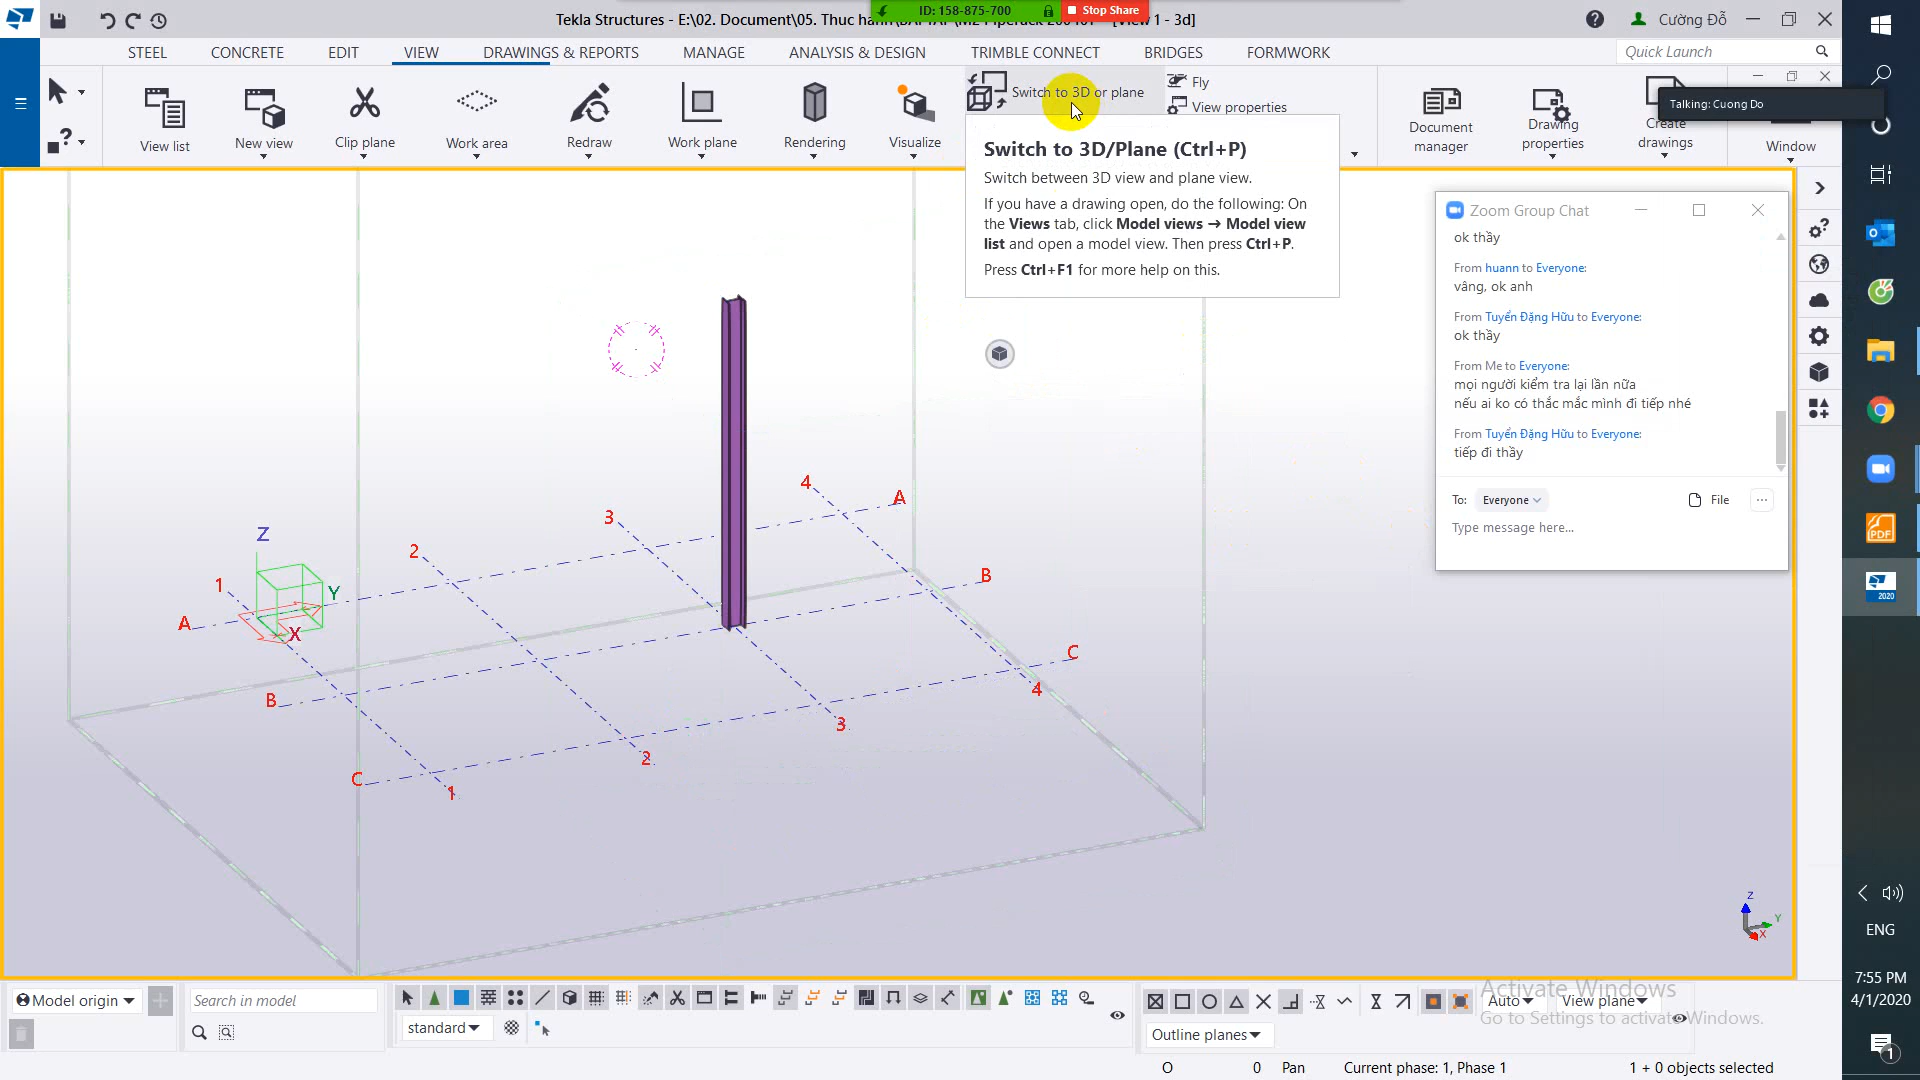 Tekla Structures - E:\02. Document\05. Thuc
[View 1 - 3d]
ID: 158-875-700
Stop Share
Cường Đỗ
STEEL
CONCRETE
EDIT
VIEW
DRAWINGS & REPORTS
MANAGE
ANALYSIS & DESIGN
TRIMBLE CONNECT
BRIDGES
FORMWORK
Quick Launch
View list
New view
Clip plane
Work area
Redraw
Work plane
Rendering
Visualize
Switch to 3D or plane
Fly
View properties
Document manager
Drawing properties
Create drawings
Window
Talking: Cuong Do
Switch to 3D/Plane (Ctrl+P)
Switch between 3D view and plane view.
If you have a drawing open, do the following: On
the Views tab, click Model views → Model view
list and open a model view. Then press Ctrl+P.
Press Ctrl+F1 for more help on this.
Zoom Group Chat
ok thầy
From huann to Everyone:
vâng, ok anh
From Tuyển Đặng Hữu to Everyone:
ok thầy
From Me to Everyone:
mọi người kiểm tra lại lần nữa
nếu ai ko có thắc mắc mình đi tiếp nhé
From Tuyển Đặng Hữu to Everyone:
tiếp đi thầy
To: Everyone
File
Type message here...
4
A
3
Z
2
B
1
Y
A
X
C
B
4
3
2
C
1
Z
Y
X
PDF
2020
ENG
7:55 PM
4/1/2020
1
Model origin
Search in model
standard
Auto
View plane
Outline planes
Activate Windows
Go to Settings to activate Windows.
O
0
Pan
Current phase: 1, Phase 1
1 + 0 objects selected